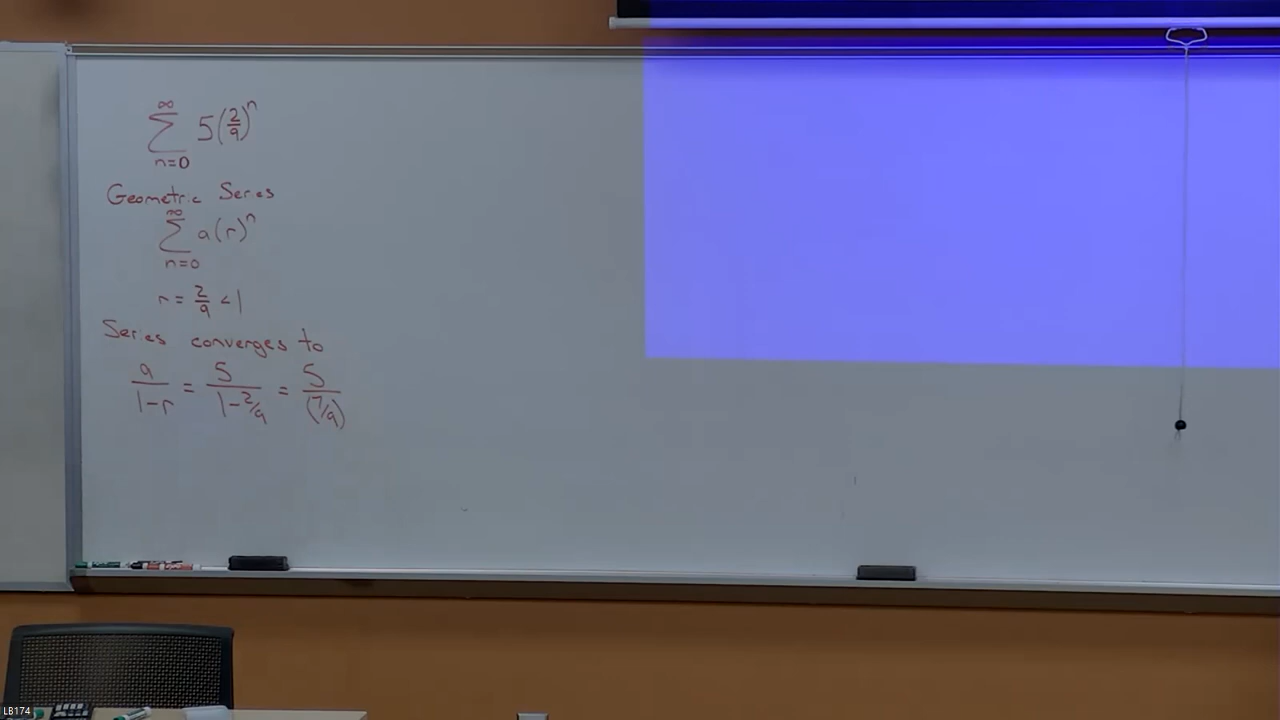 ∞
∑ 5(2/9)^n
n=0
Geometric Series
∞
∑ a(r)^n
n=0
r = 2/9 < 1
Series converges to
a/(1-r) = 5/(1-2/9) = 5/(7/9)
LB174